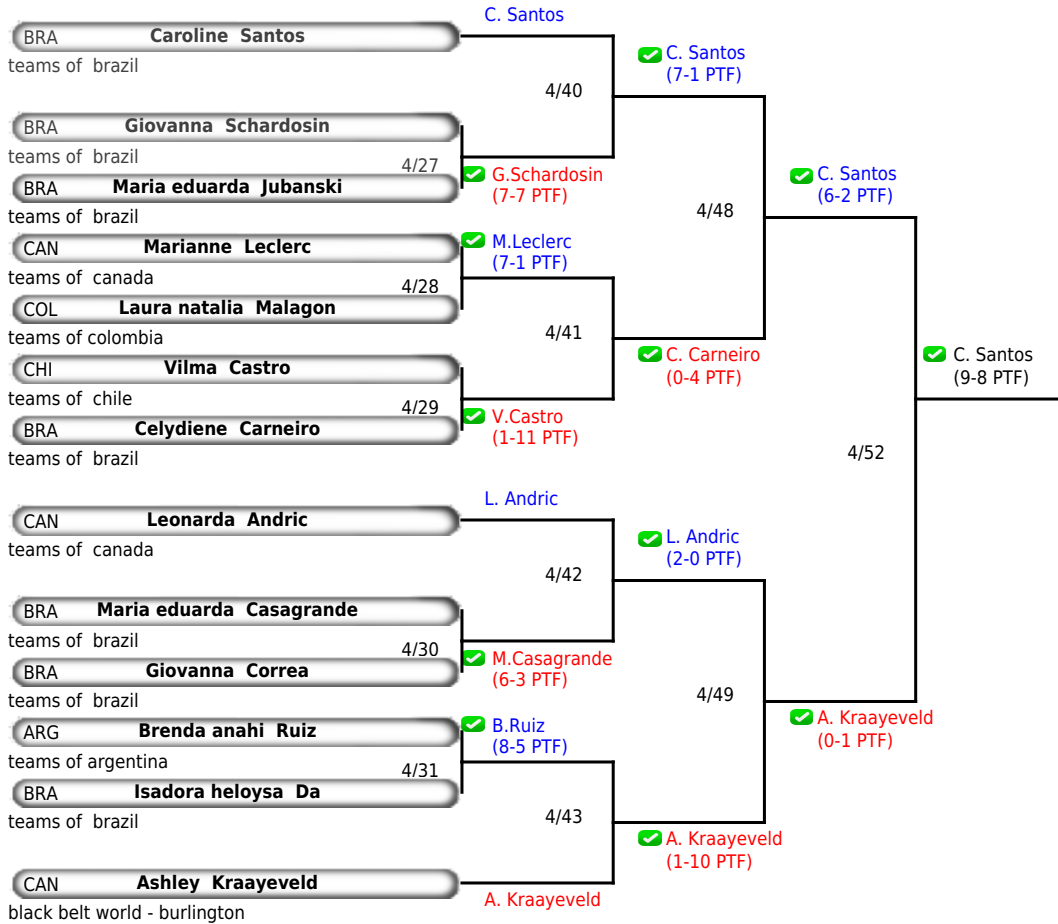 C. Santos
BRA Caroline Santos
teams of brazil
C. Santos
(7-1 PTF)
4/40
BRA Giovanna Schardosin
teams of brazil
4/27
G.Schardosin
(7-7 PTF)
BRA Maria eduarda Jubanski
teams of brazil
C. Santos
(6-2 PTF)
4/48
CAN Marianne Leclerc
teams of canada
M.Leclerc
(7-1 PTF)
4/28
COL Laura natalia Malagon
teams of colombia
4/41
CHI Vilma Castro
teams of chile
C. Carneiro
(0-4 PTF)
C. Santos
(9-8 PTF)
4/29
V.Castro
(1-11 PTF)
BRA Celydiene Carneiro
teams of brazil
4/52
L. Andric
CAN Leonarda Andric
teams of canada
L. Andric
(2-0 PTF)
4/42
BRA Maria eduarda Casagrande
teams of brazil
4/30
M.Casagrande
(6-3 PTF)
BRA Giovanna Correa
teams of brazil
4/49
ARG Brenda anahi Ruiz
teams of argentina
B.Ruiz
(8-5 PTF)
A. Kraayeveld
(0-1 PTF)
4/31
BRA Isadora heloysa Da
teams of brazil
4/43
A. Kraayeveld
(1-10 PTF)
CAN Ashley Kraayeveld
black belt world - burlington
A. Kraayeveld